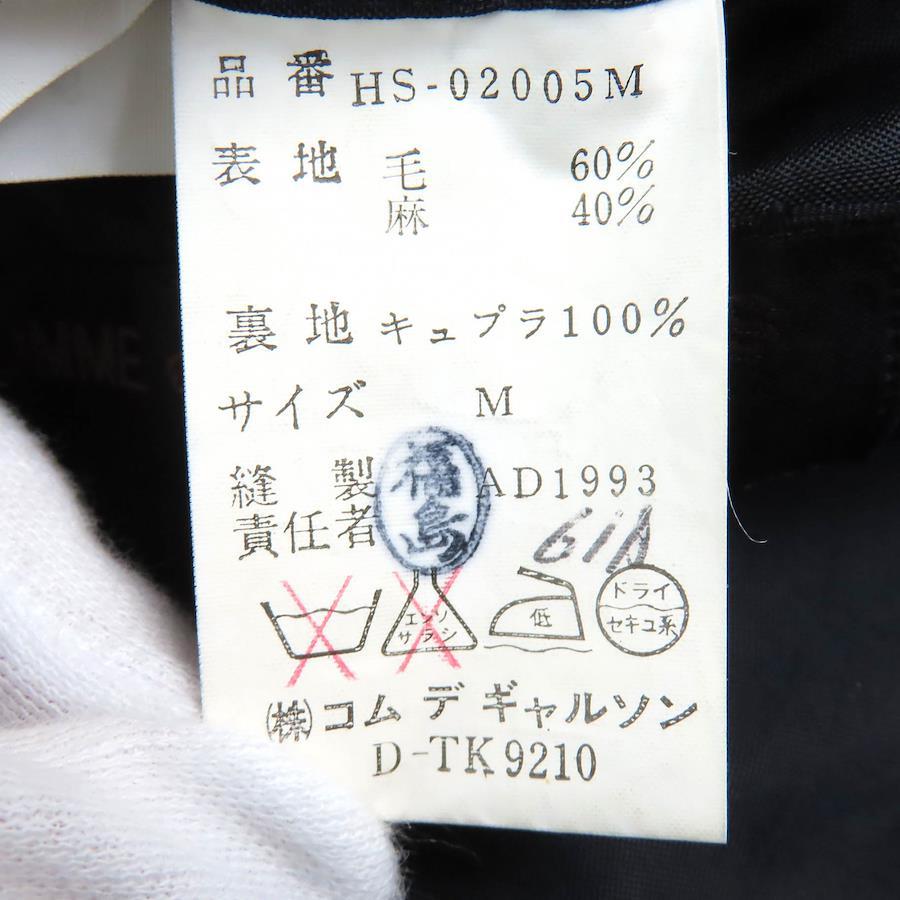 品番 HS-02005M
表地 毛 60%
麻 40%
裏地 キュプラ100%
サイズ M
縫製 AD1993
責任者
福島
エンソ
サラシ
低
ドライ
セキユ系
㈱コム デ ギャルソン
D-TK9210